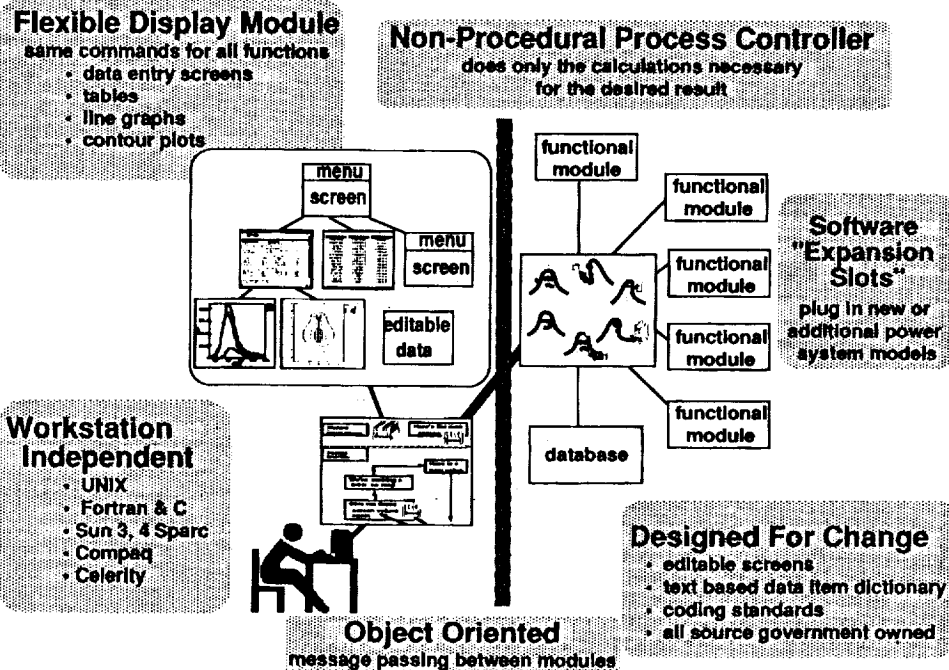 Flexible Display Module
same commands for all functions
• data entry screens
• tables
• line graphs
• contour plots
Non-Procedural Process Controller
does only the calculations necessary
for the desired result
menu
screen
menu
screen
editable
data
functional
module
functional
module
functional
module
functional
module
functional
module
database
Software
"Expansion
Slots"
plug in new or
additional power
system models
Workstation
Independent
• UNIX
• Fortran & C
• Sun 3, 4 Sparc
• Compaq
• Celerity
Designed For Change
• editable screens
• text based data item dictionary
• coding standards
• all source government owned
Object Oriented
message passing between modules